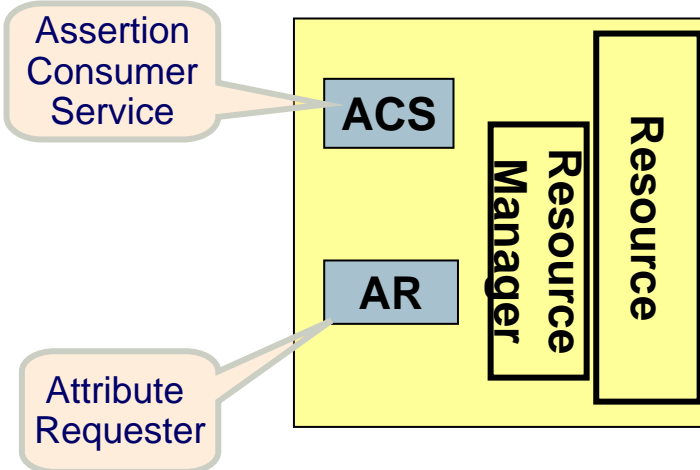 Assertion
Consumer
Service
ACS
AR
Attribute
Requester
Resource
Manager
Resource